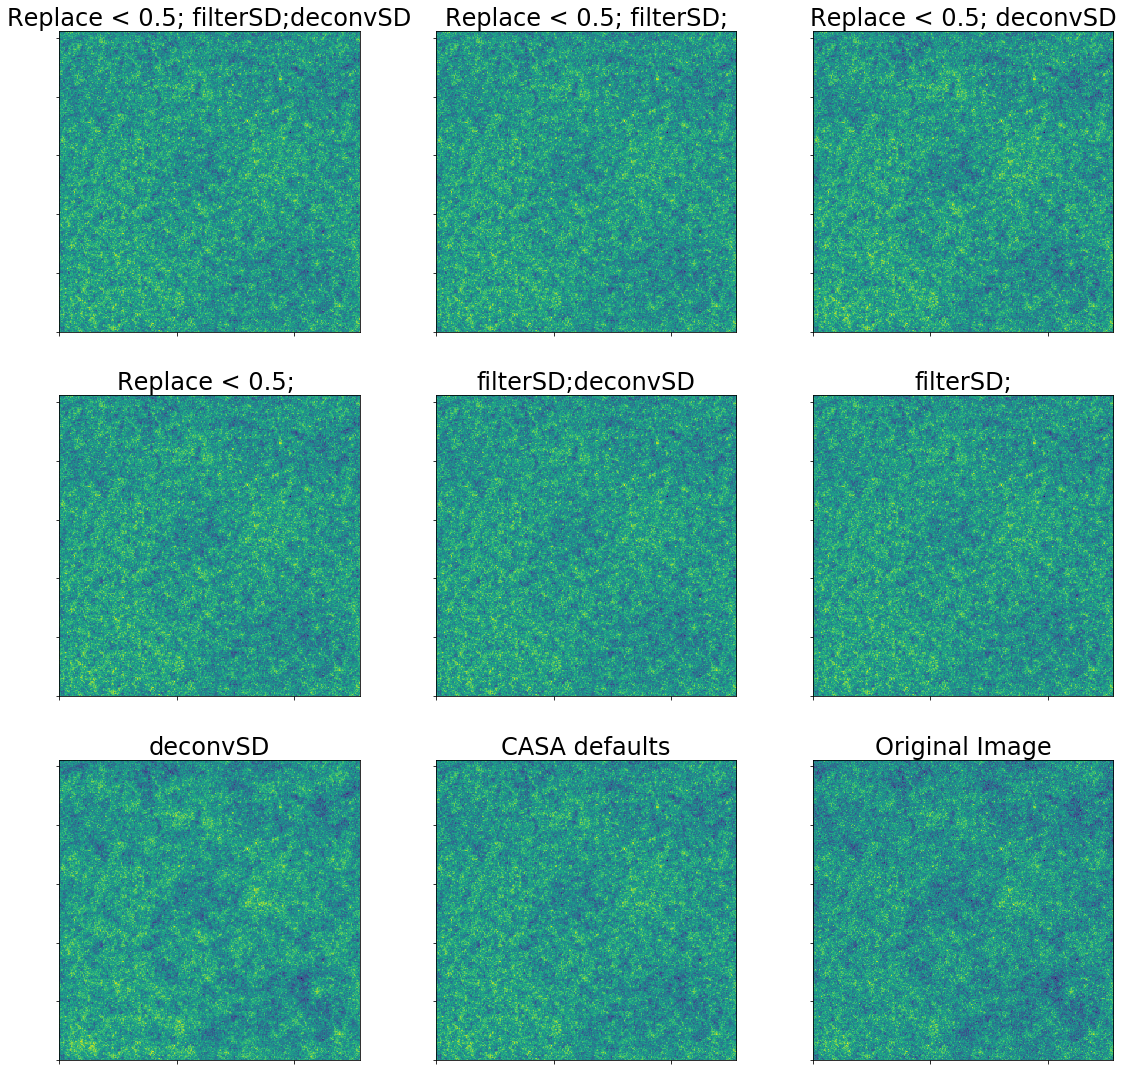 Replace < 0.5; filterSD;deconvSD
Replace < 0.5; filterSD;
Replace < 0.5; deconvSD
Replace < 0.5;
filterSD;deconvSD
filterSD;
deconvSD
CASA defaults
Original Image